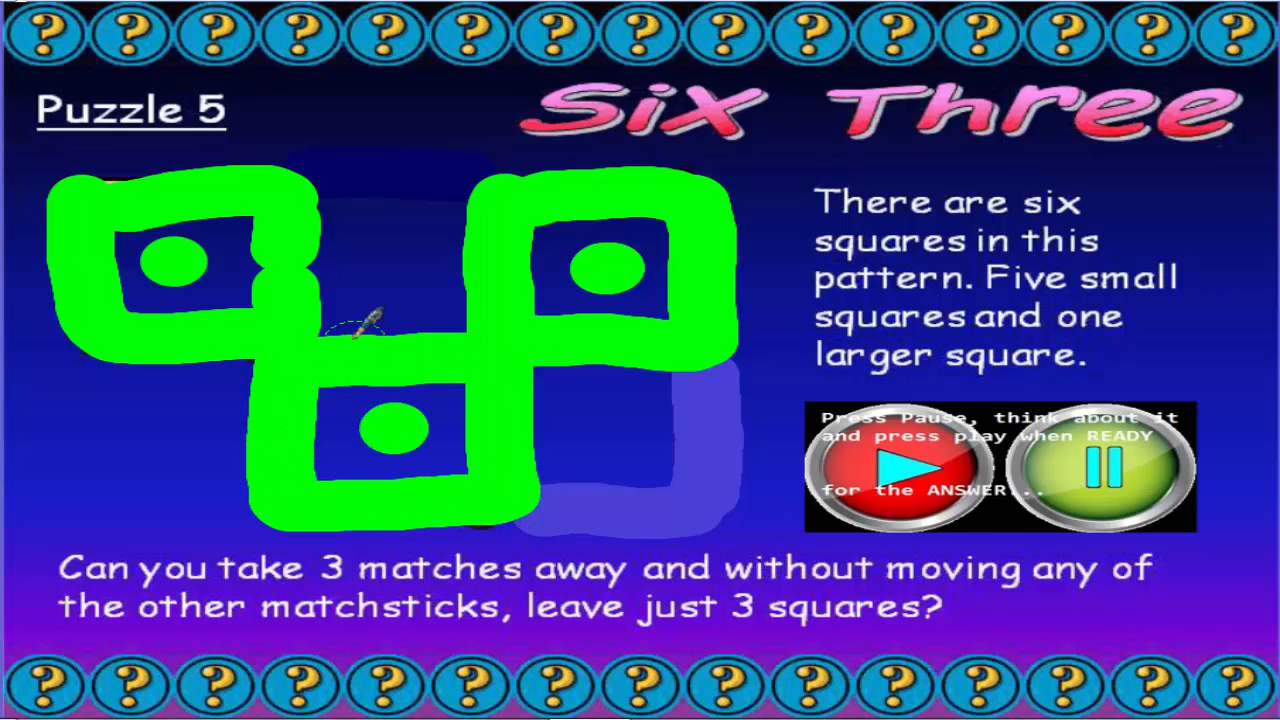 Puzzle 5
Six Three
There are six
squares in this
pattern. Five small
squares and one
larger square.
Press Pause, think about it
and press play when READY
for the ANSWER...
Can you take 3 matches away and without moving any of
the other matchsticks, leave just 3 squares?